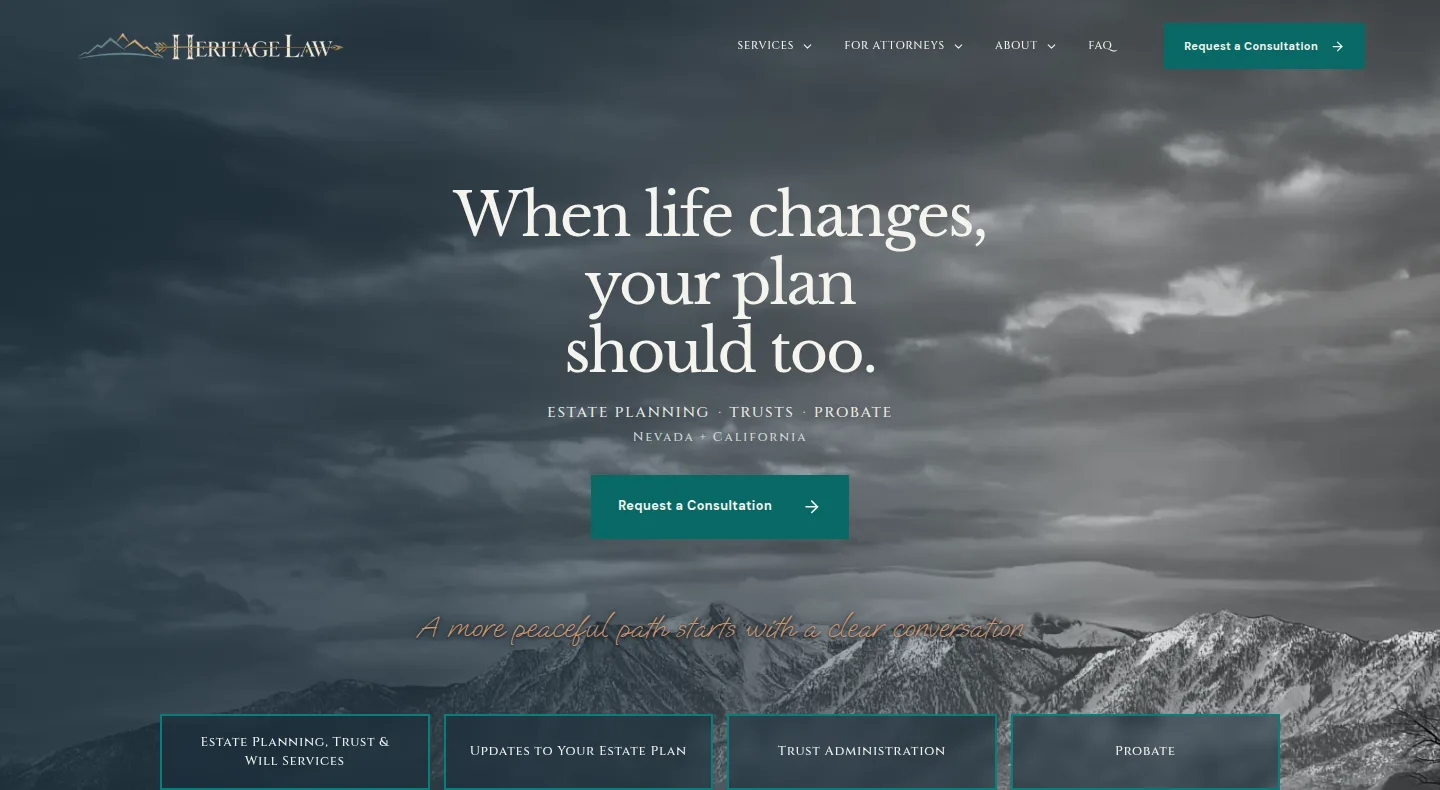 HERITAGE LAW
SERVICES
FOR ATTORNEYS
ABOUT
FAQ
Request a Consultation
When life changes,
your plan
should too.
ESTATE PLANNING · TRUSTS · PROBATE
NEVADA + CALIFORNIA
Request a Consultation
A more peaceful path starts with a clear conversation
ESTATE PLANNING, TRUST &
WILL SERVICES
UPDATES TO YOUR ESTATE PLAN
TRUST ADMINISTRATION
PROBATE